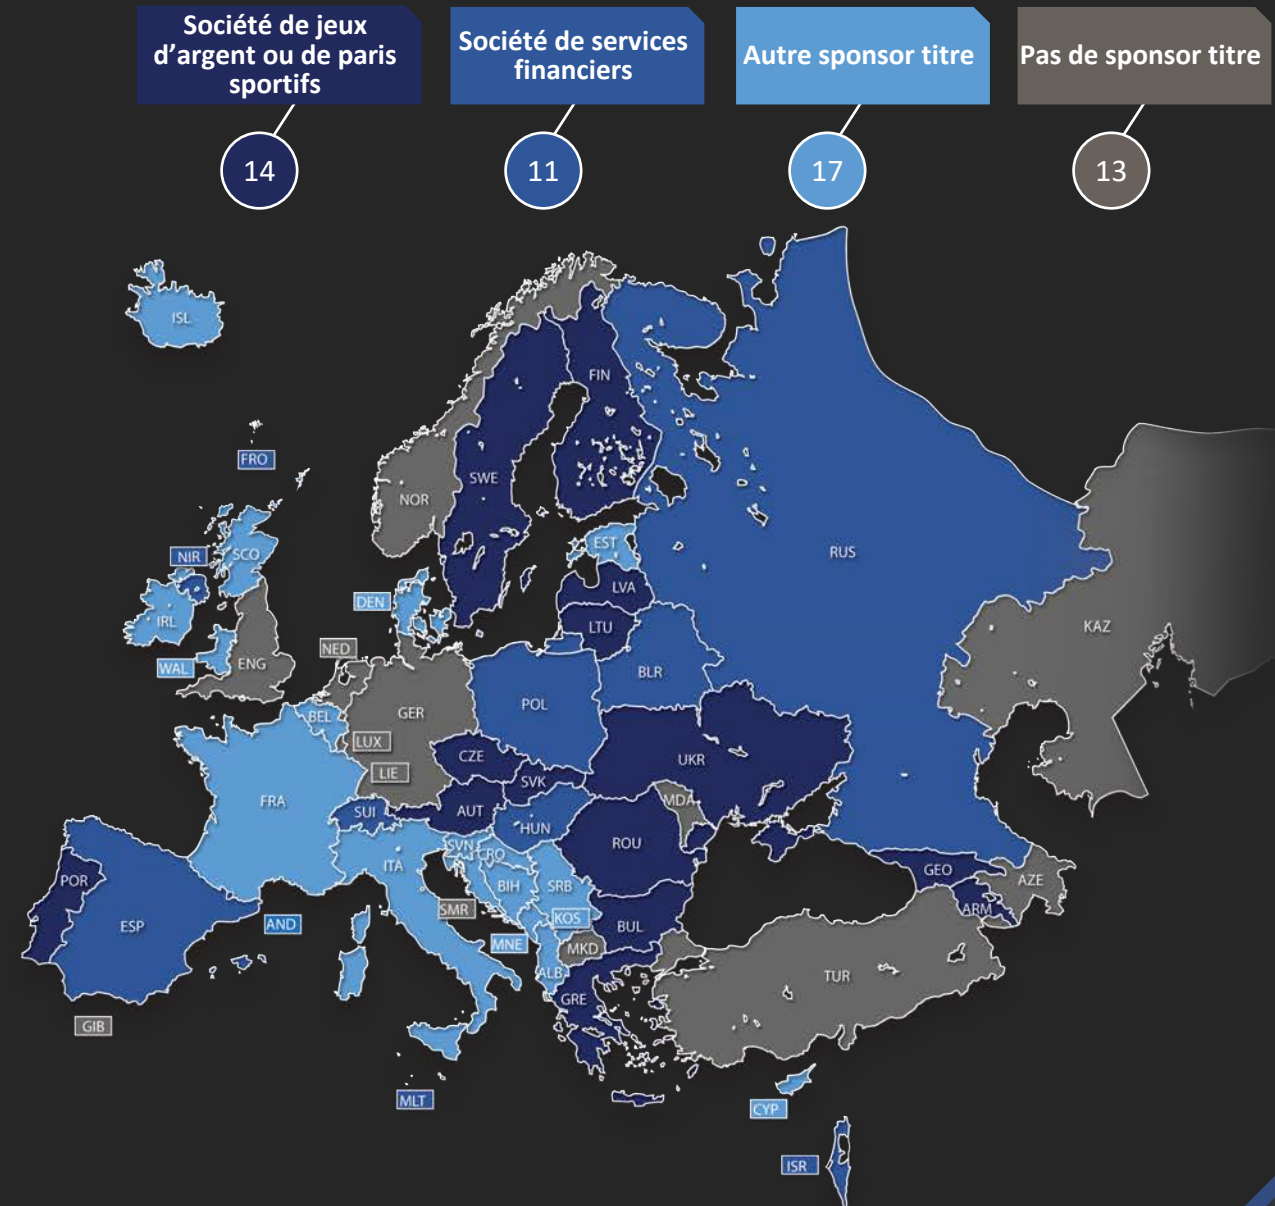 Société de jeux
d’argent ou de paris
sportifs
Société de services
financiers
Autre sponsor titre
Pas de sponsor titre
14
11
17
13
ISL
FIN
FRO
SWE
NOR
EST
RUS
NIR
SCO
LVA
DEN
IRL
LTU
KAZ
NED
WAL
ENG
BLR
POL
BEL
GER
LUX
CZE
UKR
LIE
SVK
FRA
MDA
SUI
AUT
HUN
ROU
SVN
CRO
ITA
GEO
POR
BIH
SRB
AZE
SMR
ARM
KOS
ESP
AND
BUL
MNE
MKD
ALB
TUR
GRE
GIB
MLT
CYP
ISR